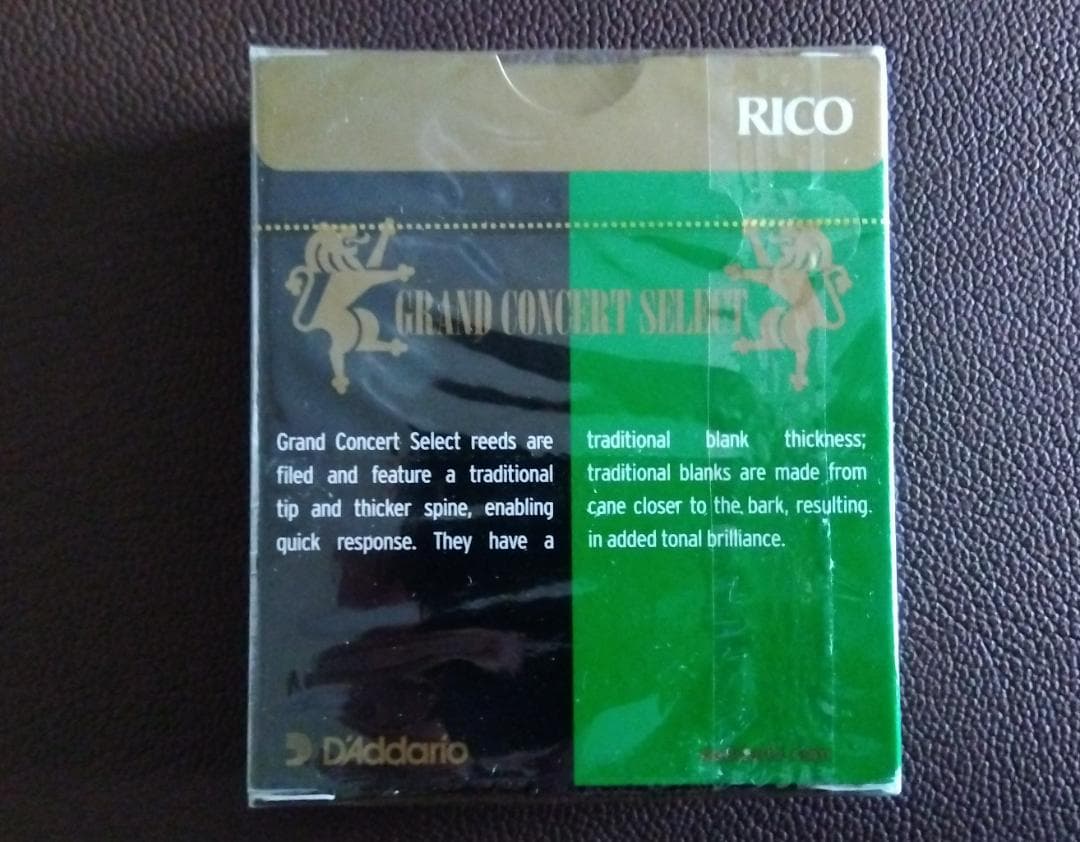 RICO
GRAND CONCERT SELECT
Grand Concert Select reeds are
filed and feature a traditional
tip and thicker spine, enabling
quick response. They have a
traditional blank thickness;
traditional blanks are made from
cane closer to the bark, resulting
in added tonal brilliance.
D'Addario